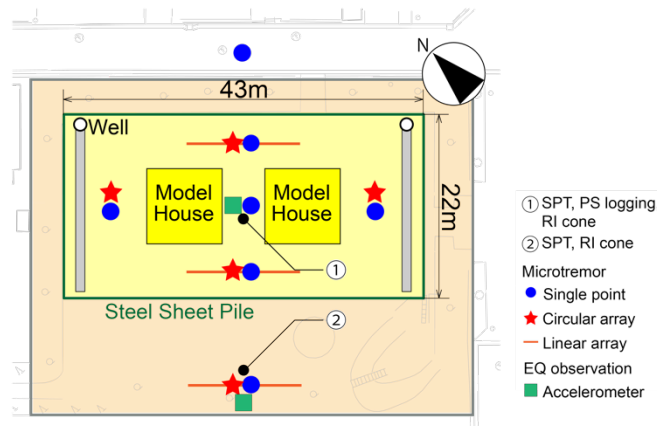 N
43m
Well
Model
House
Model
House
22m
①
Steel Sheet Pile
②
① SPT, PS logging
RI cone
② SPT, RI cone
Microtremor
Single point
Circular array
Linear array
EQ observation
Accelerometer